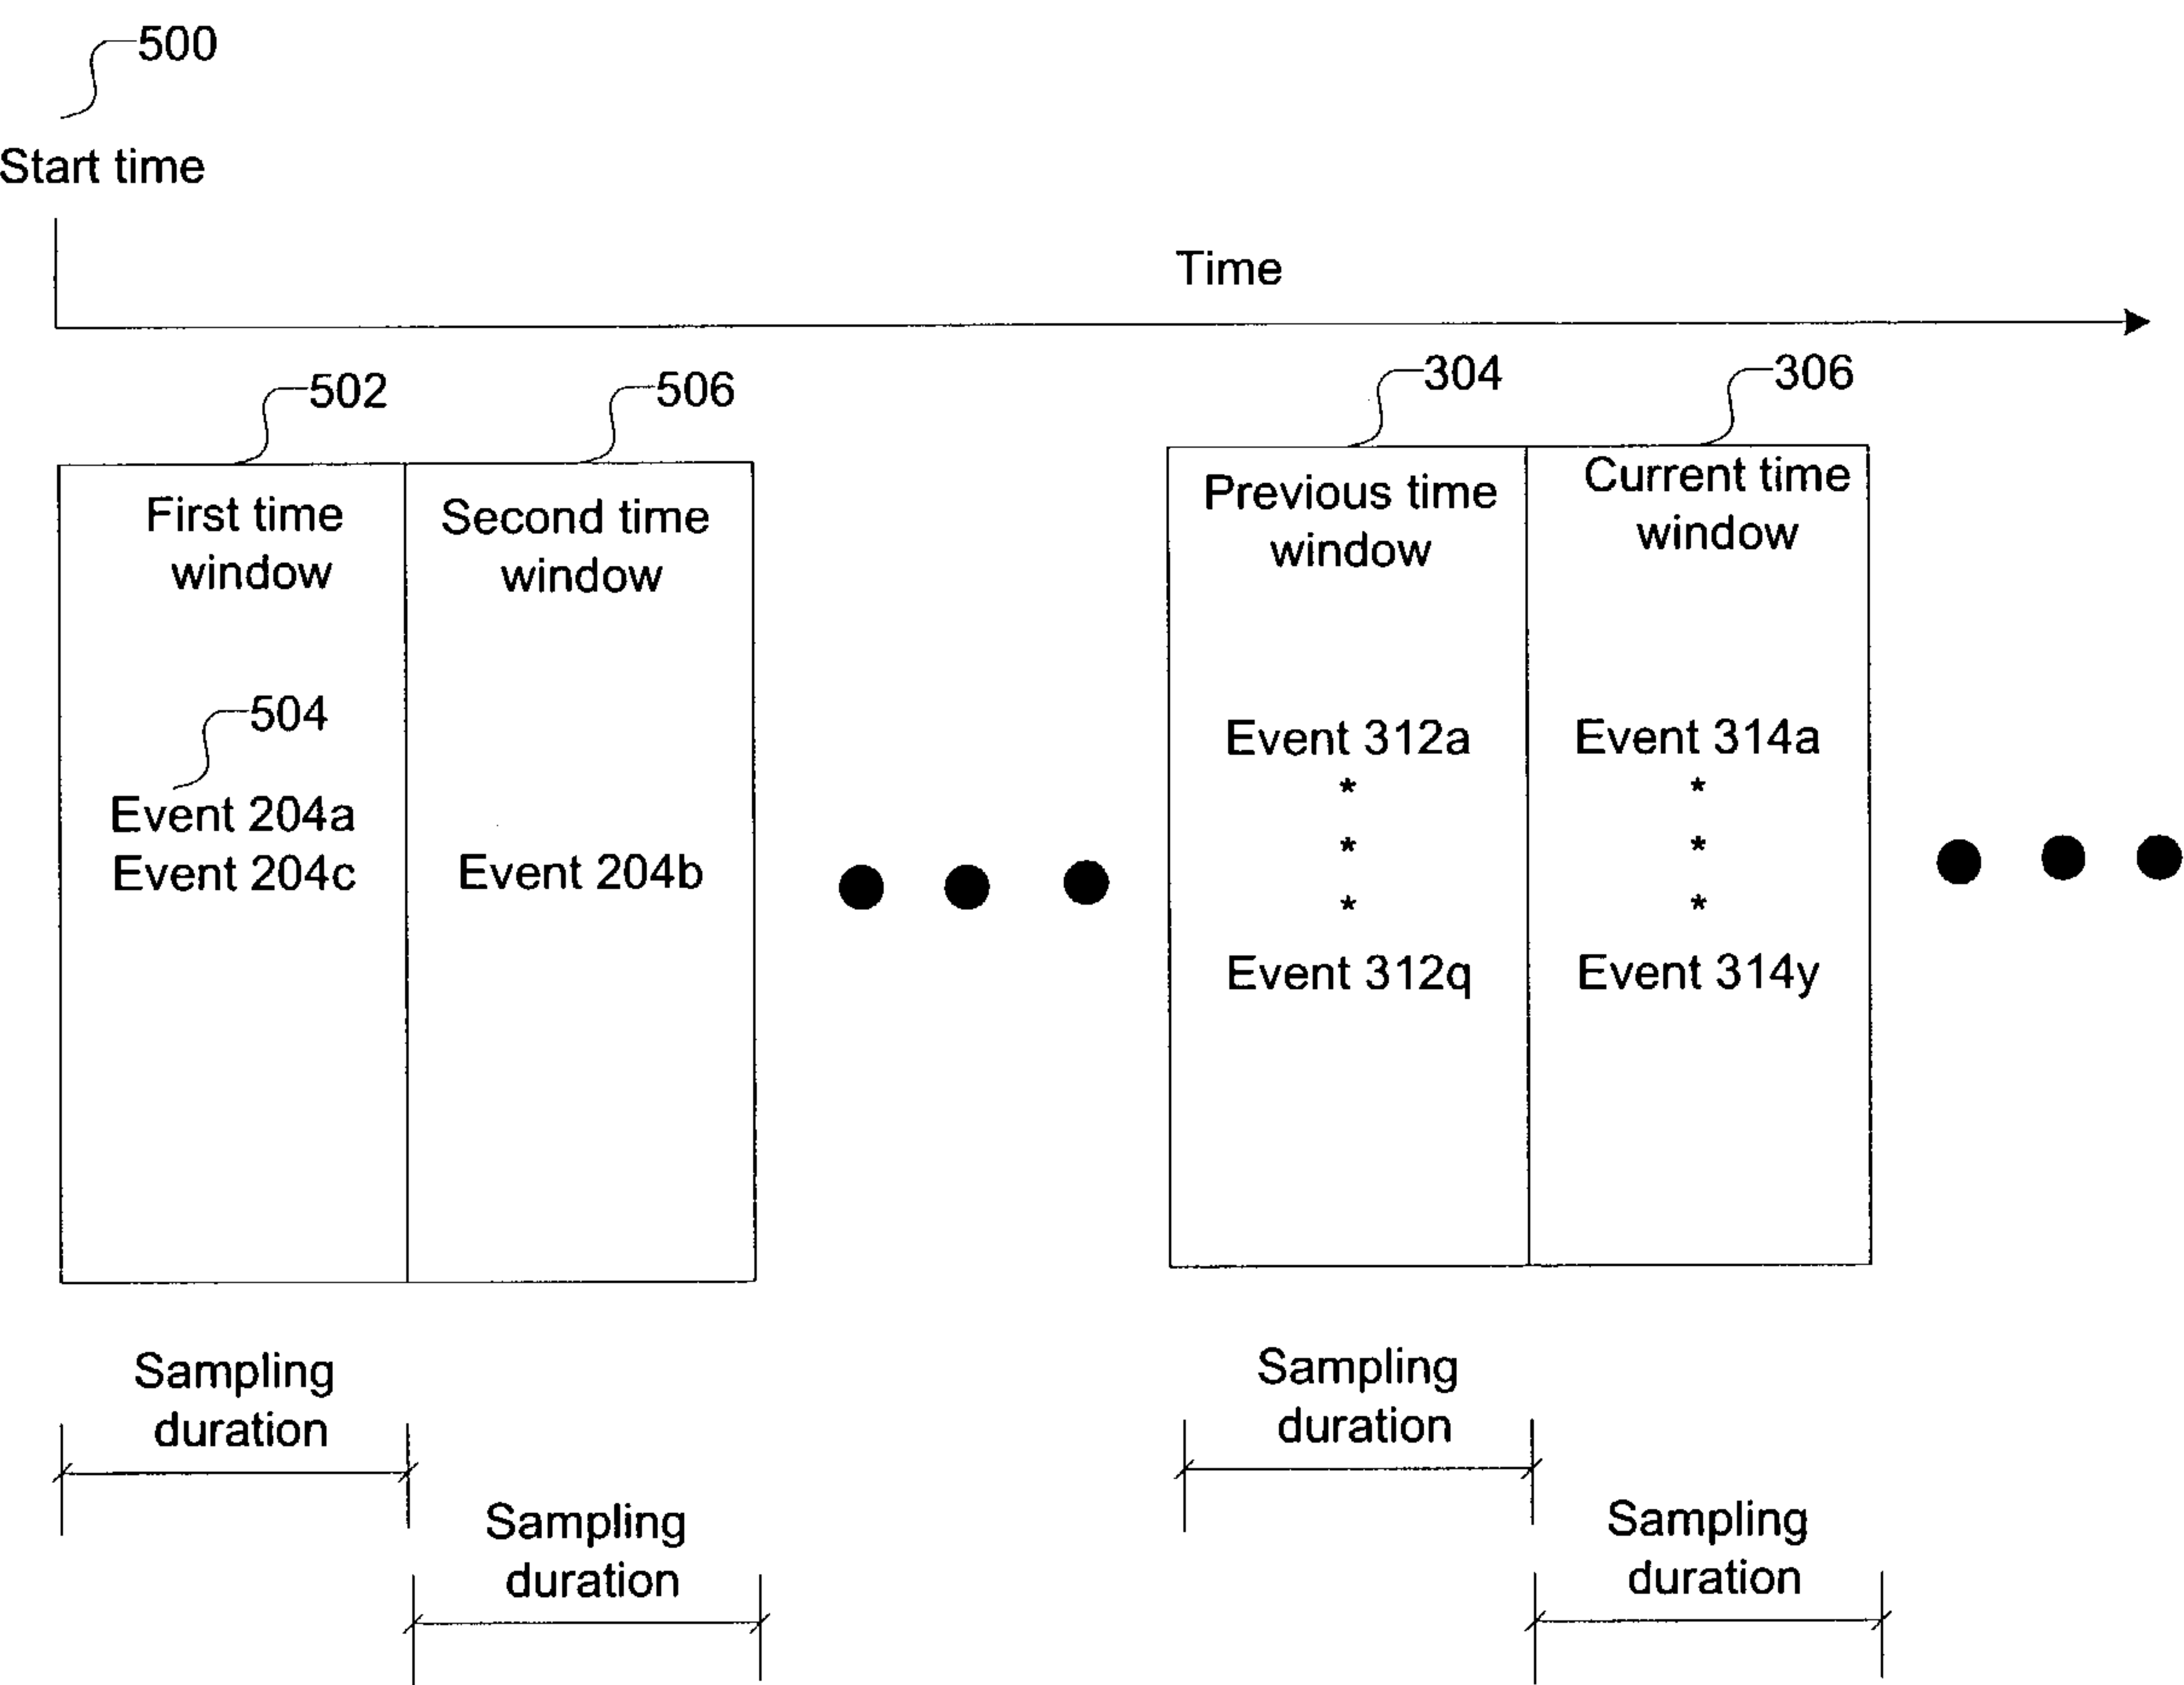 500
Start time
Time
502
506
304
306
First time
window
Second time
window
Previous time
window
Current time
window
504
Event 204a
Event 204c
Event 204b
Event 312a
*
*
*
Event 312q
Event 314a
*
*
*
Event 314y
Sampling
duration
Sampling
duration
Sampling
duration
Sampling
duration